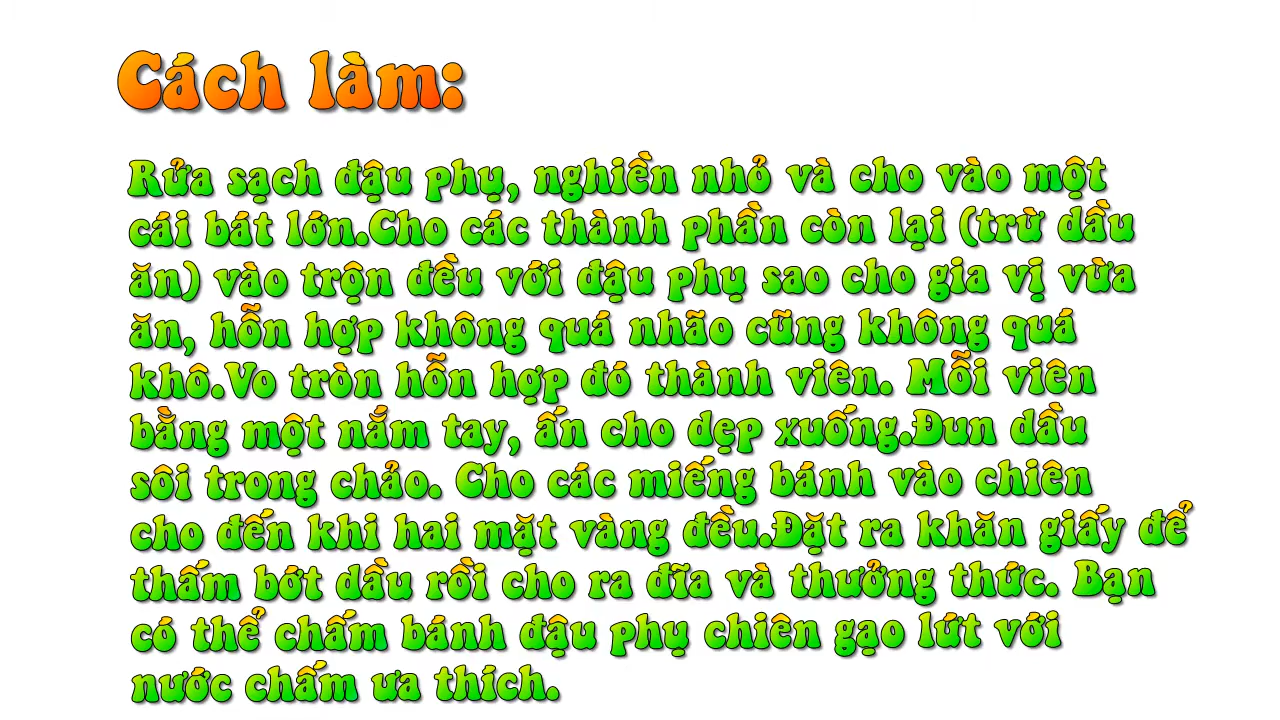 Cách làm:
Rửa sạch đậu phụ, nghiền nhỏ và cho vào một
cái bát lớn.Cho các thành phần còn lại (trừ dầu
ăn) vào trộn đều với đậu phụ sao cho gia vị vừa
ăn, hỗn hợp không quá nhão cũng không quá
khô.Vo tròn hỗn hợp đó thành viên. Mỗi viên
bằng một nắm tay, ấn cho dẹp xuống.Đun dầu
sôi trong chảo. Cho các miếng bánh vào chiên
cho đến khi hai mặt vàng đều.Đặt ra khăn giấy để
thấm bớt dầu rồi cho ra đĩa và thưởng thức. Bạn
có thể chấm bánh đậu phụ chiên gạo lứt với
nước chấm ưa thích.